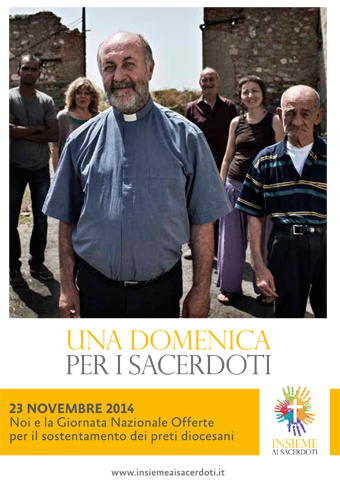 UNA DOMENICA
PER I SACERDOTI
23 NOVEMBRE 2014
Noi e la Giornata Nazionale Offerte
per il sostentamento dei preti diocesani
INSIEME
AI SACERDOTI
www.insiemeaisacerdoti.it